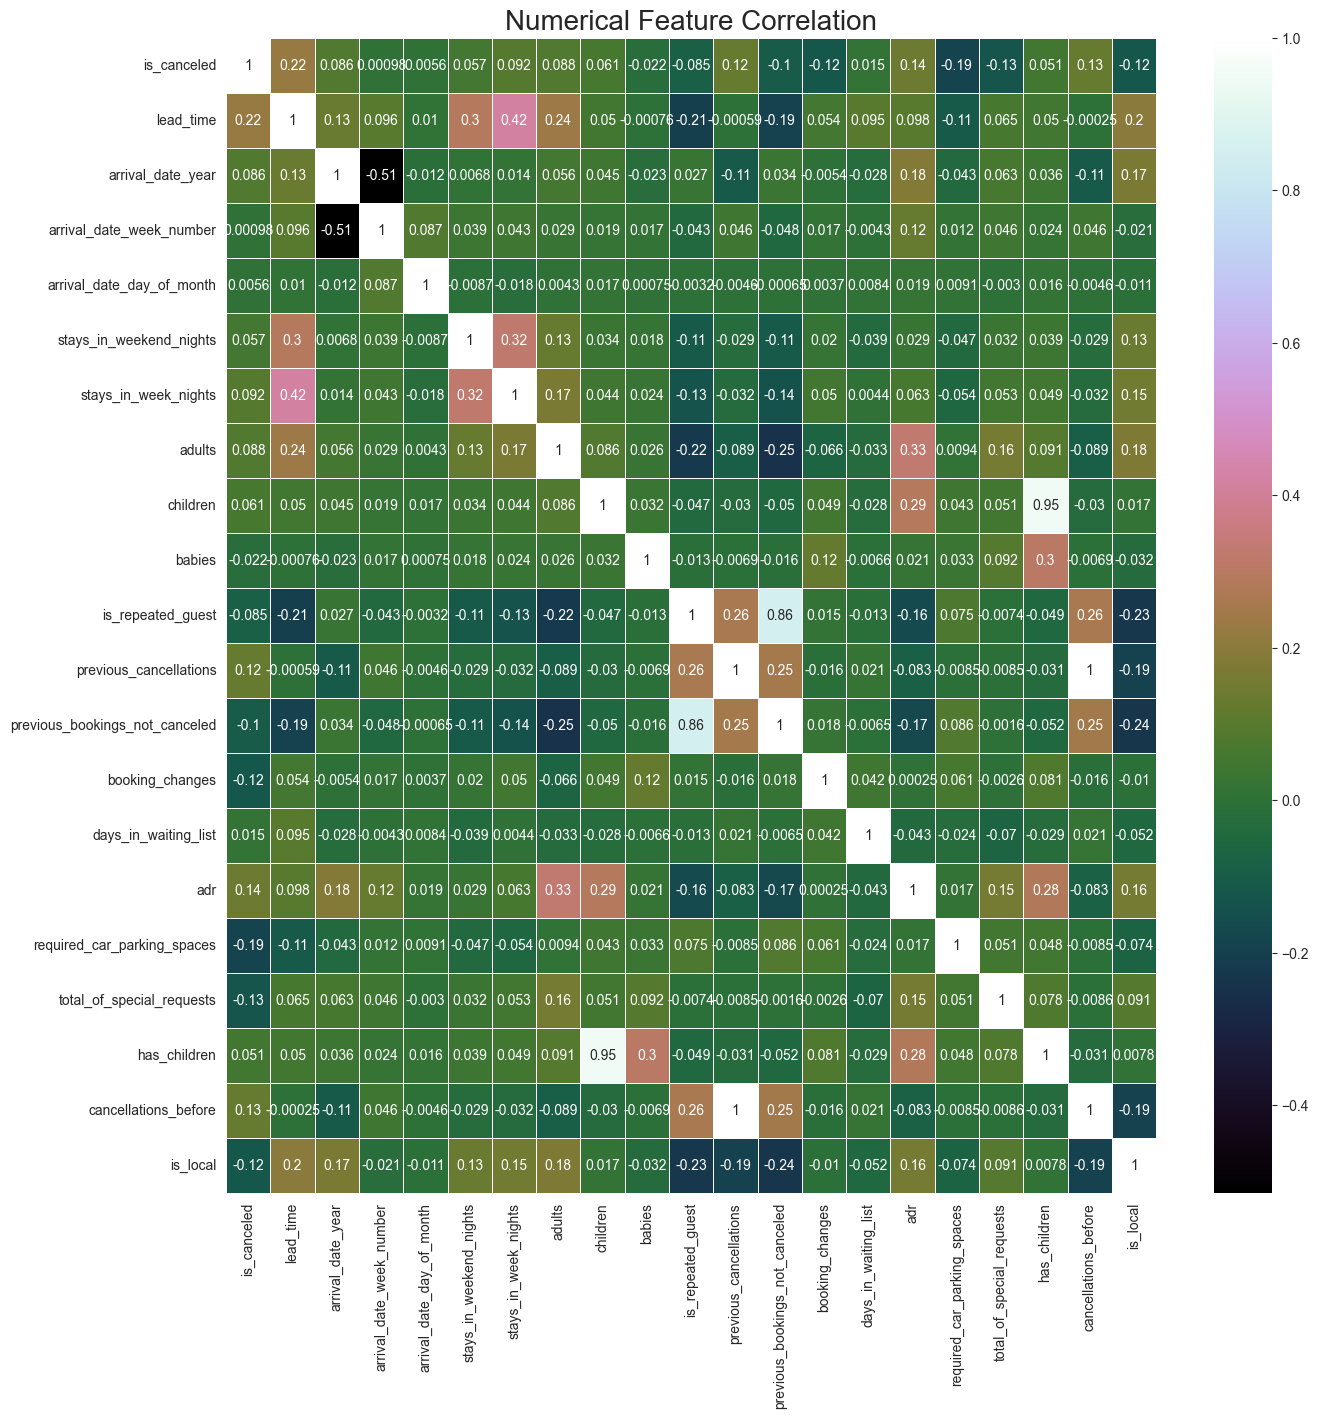 Numerical Feature Correlation
is_canceled 1 0.22 0.086 0.00098 0.0056 0.057 0.092 0.088 0.061 -0.022 -0.085 0.12 -0.1 -0.12 0.015 0.14 -0.19 -0.13 0.051 0.13 -0.12
lead_time 0.22 1 0.13 0.096 0.01 0.3 0.42 0.24 0.05 -0.00076 -0.21 -0.00059 -0.19 0.054 0.095 0.098 -0.11 0.065 0.05 -0.00025 0.2
arrival_date_year 0.086 0.13 1 -0.51 -0.012 0.0068 0.014 0.056 0.045 -0.023 0.027 -0.11 0.034 -0.0054 -0.028 0.18 -0.043 0.063 0.036 -0.11 0.17
arrival_date_week_number 0.00098 0.096 -0.51 1 0.087 0.039 0.043 0.029 0.019 0.017 -0.043 0.046 -0.048 0.017 -0.0043 0.12 0.012 0.046 0.024 0.046 -0.021
arrival_date_day_of_month 0.0056 0.01 -0.012 0.087 1 -0.0087 -0.018 0.0043 0.017 0.00075 -0.0032 -0.0046 -0.00065 0.0037 0.0084 0.019 0.0091 -0.003 0.016 -0.0046 -0.011
stays_in_weekend_nights 0.057 0.3 0.0068 0.039 -0.0087 1 0.32 0.13 0.034 0.018 -0.11 -0.029 -0.11 0.02 -0.039 0.029 -0.047 0.032 0.039 -0.029 0.13
stays_in_week_nights 0.092 0.42 0.014 0.043 -0.018 0.32 1 0.17 0.044 0.024 -0.13 -0.032 -0.14 0.05 0.0044 0.063 -0.054 0.053 0.049 -0.032 0.15
adults 0.088 0.24 0.056 0.029 0.0043 0.13 0.17 1 0.086 0.026 -0.22 -0.089 -0.25 -0.066 -0.033 0.33 0.0094 0.16 0.091 -0.089 0.18
children 0.061 0.05 0.045 0.019 0.017 0.034 0.044 0.086 1 0.032 -0.047 -0.03 -0.05 0.049 -0.028 0.29 0.043 0.051 0.95 -0.03 0.017
babies -0.022 -0.00076 -0.023 0.017 0.00075 0.018 0.024 0.026 0.032 1 -0.013 -0.0069 -0.016 0.12 -0.0066 0.021 0.033 0.092 0.3 -0.0069 -0.032
is_repeated_guest -0.085 -0.21 0.027 -0.043 -0.0032 -0.11 -0.13 -0.22 -0.047 -0.013 1 0.26 0.86 0.015 -0.013 -0.16 0.075 -0.0074 -0.049 0.26 -0.23
previous_cancellations 0.12 -0.00059 -0.11 0.046 -0.0046 -0.029 -0.032 -0.089 -0.03 -0.0069 0.26 1 0.25 -0.016 0.021 -0.083 -0.0085 -0.0085 -0.031 1 -0.19
previous_bookings_not_canceled -0.1 -0.19 0.034 -0.048 -0.00065 -0.11 -0.14 -0.25 -0.05 -0.016 0.86 0.25 1 0.018 -0.0065 -0.17 0.086 -0.0016 -0.052 0.25 -0.24
booking_changes -0.12 0.054 -0.0054 0.017 0.0037 0.02 0.05 -0.066 0.049 0.12 0.015 -0.016 0.018 1 0.042 0.00025 0.061 -0.0026 0.081 -0.016 -0.01
days_in_waiting_list 0.015 0.095 -0.028 -0.0043 0.0084 -0.039 0.0044 -0.033 -0.028 -0.0066 -0.013 0.021 -0.0065 0.042 1 -0.043 -0.024 -0.07 -0.029 0.021 -0.052
adr 0.14 0.098 0.18 0.12 0.019 0.029 0.063 0.33 0.29 0.021 -0.16 -0.083 -0.17 0.00025 -0.043 1 0.017 0.15 0.28 -0.083 0.16
required_car_parking_spaces -0.19 -0.11 -0.043 0.012 0.0091 -0.047 -0.054 0.0094 0.043 0.033 0.075 -0.0085 0.086 0.061 -0.024 0.017 1 0.051 0.048 -0.0085 -0.074
total_of_special_requests -0.13 0.065 0.063 0.046 -0.003 0.032 0.053 0.16 0.051 0.092 -0.0074 -0.0085 -0.0016 -0.0026 -0.07 0.15 0.051 1 0.078 -0.0086 0.091
has_children 0.051 0.05 0.036 0.024 0.016 0.039 0.049 0.091 0.95 0.3 -0.049 -0.031 -0.052 0.081 -0.029 0.28 0.048 0.078 1 -0.031 0.0078
cancellations_before 0.13 -0.00025 -0.11 0.046 -0.0046 -0.029 -0.032 -0.089 -0.03 -0.0069 0.26 1 0.25 -0.016 0.021 -0.083 -0.0085 -0.0086 -0.031 1 -0.19
is_local -0.12 0.2 0.17 -0.021 -0.011 0.13 0.15 0.18 0.017 -0.032 -0.23 -0.19 -0.24 -0.01 -0.052 0.16 -0.074 0.091 0.0078 -0.19 1
is_canceled
lead_time
arrival_date_year
arrival_date_week_number
arrival_date_day_of_month
stays_in_weekend_nights
stays_in_week_nights
adults
children
babies
is_repeated_guest
previous_cancellations
previous_bookings_not_canceled
booking_changes
days_in_waiting_list
adr
required_car_parking_spaces
total_of_special_requests
has_children
cancellations_before
is_local
1.0
0.8
0.6
0.4
0.2
0.0
−0.2
−0.4